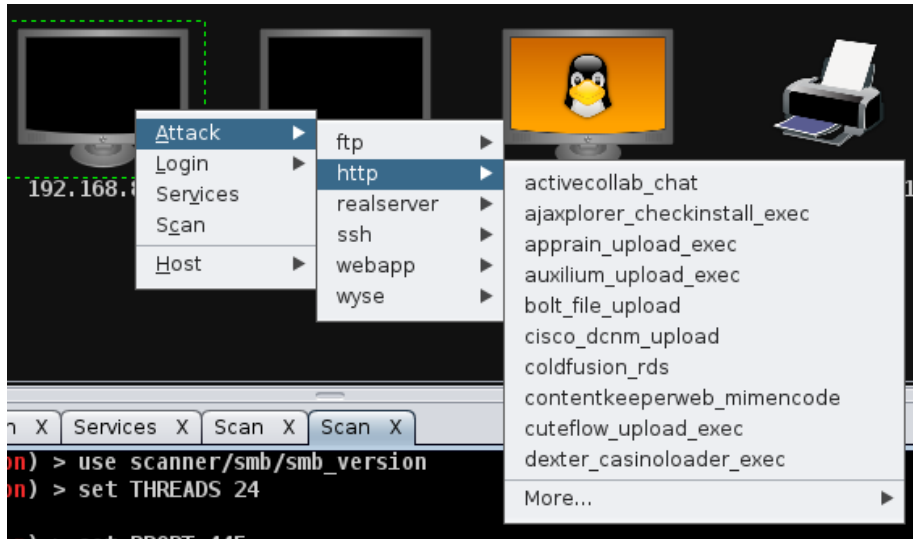 192.168.
1
Attack
Login
Services
Scan
Host
ftp
http
realserver
ssh
webapp
wyse
activecollab_chat
ajaxplorer_checkinstall_exec
apprain_upload_exec
auxilium_upload_exec
bolt_file_upload
cisco_dcnm_upload
coldfusion_rds
contentkeeperweb_mimencode
cuteflow_upload_exec
dexter_casinoloader_exec
More...
n X Services X Scan X Scan X
on) > use scanner/smb/smb_version
on) > set THREADS 24